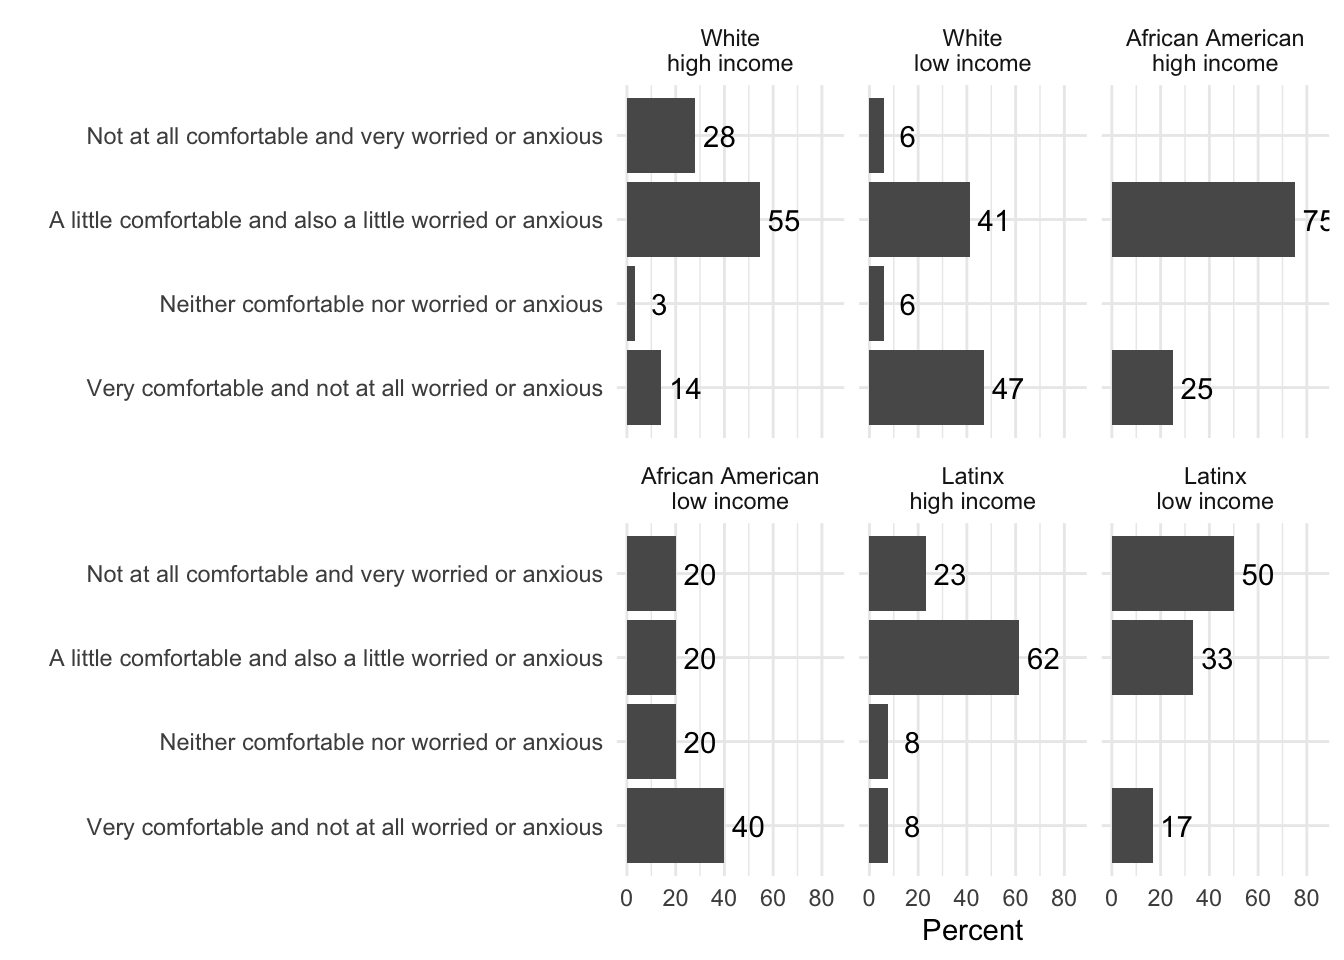 White
high income
White
low income
African American
high income
Not at all comfortable and very worried or anxious
28
6
A little comfortable and also a little worried or anxious
55
41
75
Neither comfortable nor worried or anxious
3
6
Very comfortable and not at all worried or anxious
14
47
25
African American
low income
Latinx
high income
Latinx
low income
Not at all comfortable and very worried or anxious
20
23
50
A little comfortable and also a little worried or anxious
20
62
33
Neither comfortable nor worried or anxious
20
8
Very comfortable and not at all worried or anxious
40
8
17
0 20 40 60 80
0 20 40 60 80
0 20 40 60 80
Percent